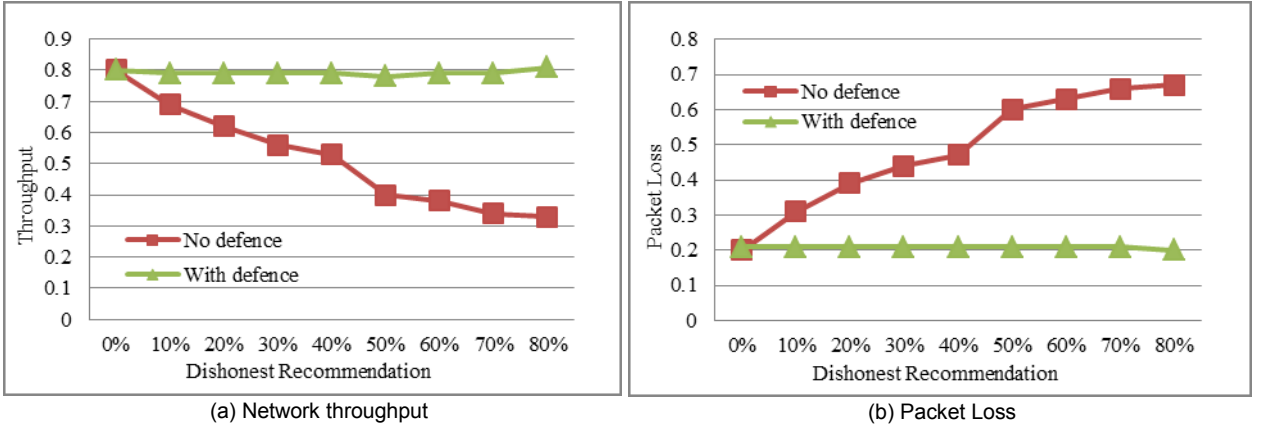 0.9
0.8
0.7
0.6
0.5
0.4
0.3
0.2
0.1
0
Throughput
No defence
With defence
0% 10% 20% 30% 40% 50% 60% 70% 80%
Dishonest Recommendation
(a) Network throughput
0.8
0.7
0.6
0.5
0.4
0.3
0.2
0.1
0
Packet Loss
No defence
With defence
0% 10% 20% 30% 40% 50% 60% 70% 80%
Dishonest Recommendation
(b) Packet Loss